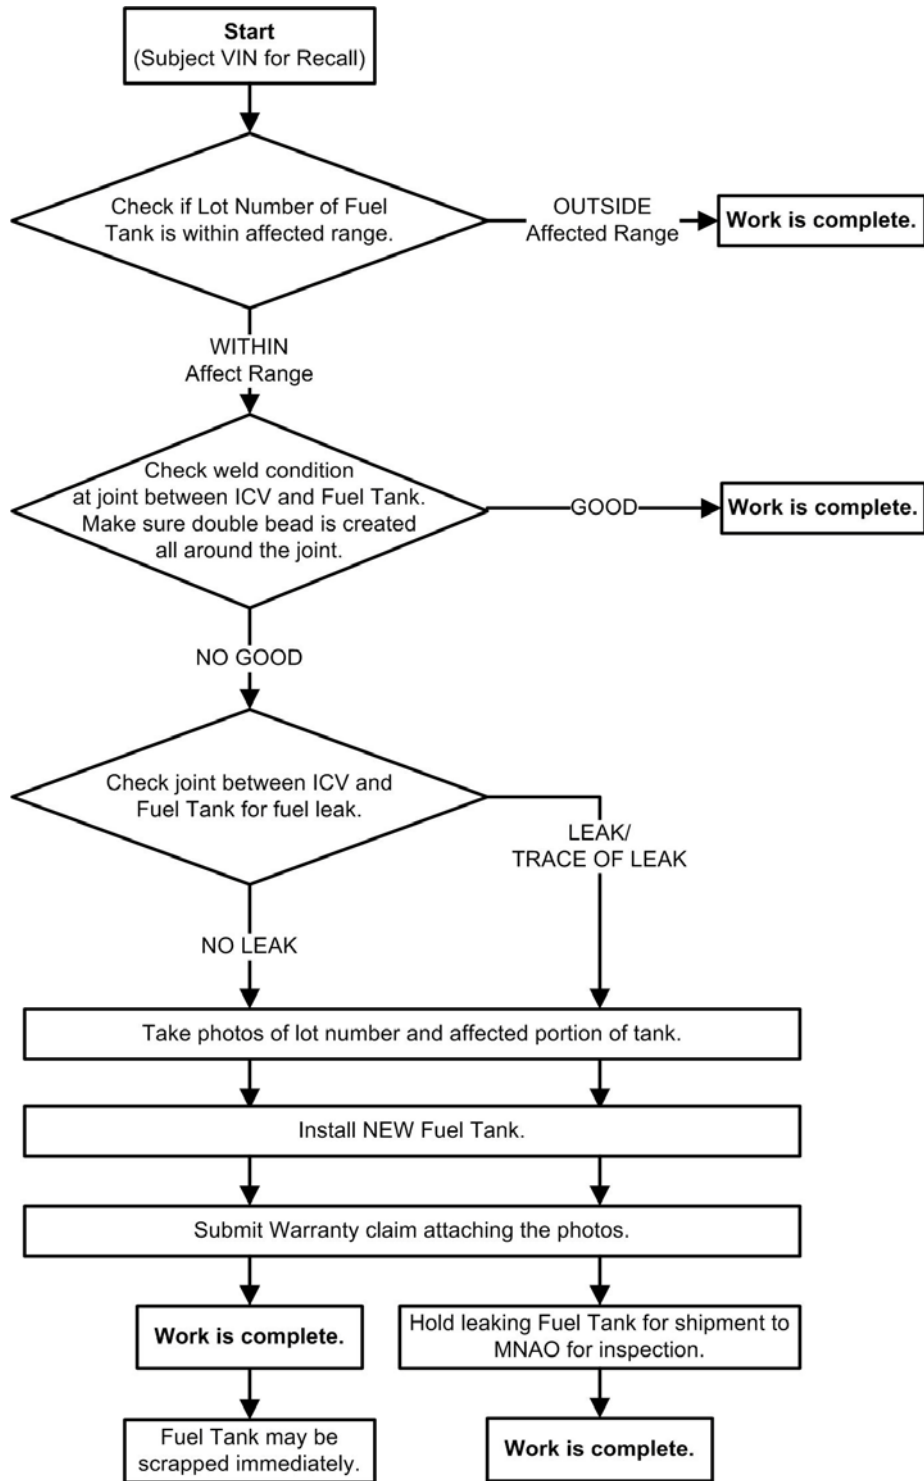 Start
(Subject VIN for Recall)
Check if Lot Number of Fuel
Tank is within affected range.
OUTSIDE
Affected Range
Work is complete.
WITHIN
Affect Range
Check weld condition
at joint between ICV and Fuel Tank.
Make sure double bead is created
all around the joint.
GOOD
Work is complete.
NO GOOD
Check joint between ICV and
Fuel Tank for fuel leak.
LEAK/
TRACE OF LEAK
NO LEAK
Take photos of lot number and affected portion of tank.
Install NEW Fuel Tank.
Submit Warranty claim attaching the photos.
Work is complete.
Hold leaking Fuel Tank for shipment to
MNAO for inspection.
Fuel Tank may be
scrapped immediately.
Work is complete.